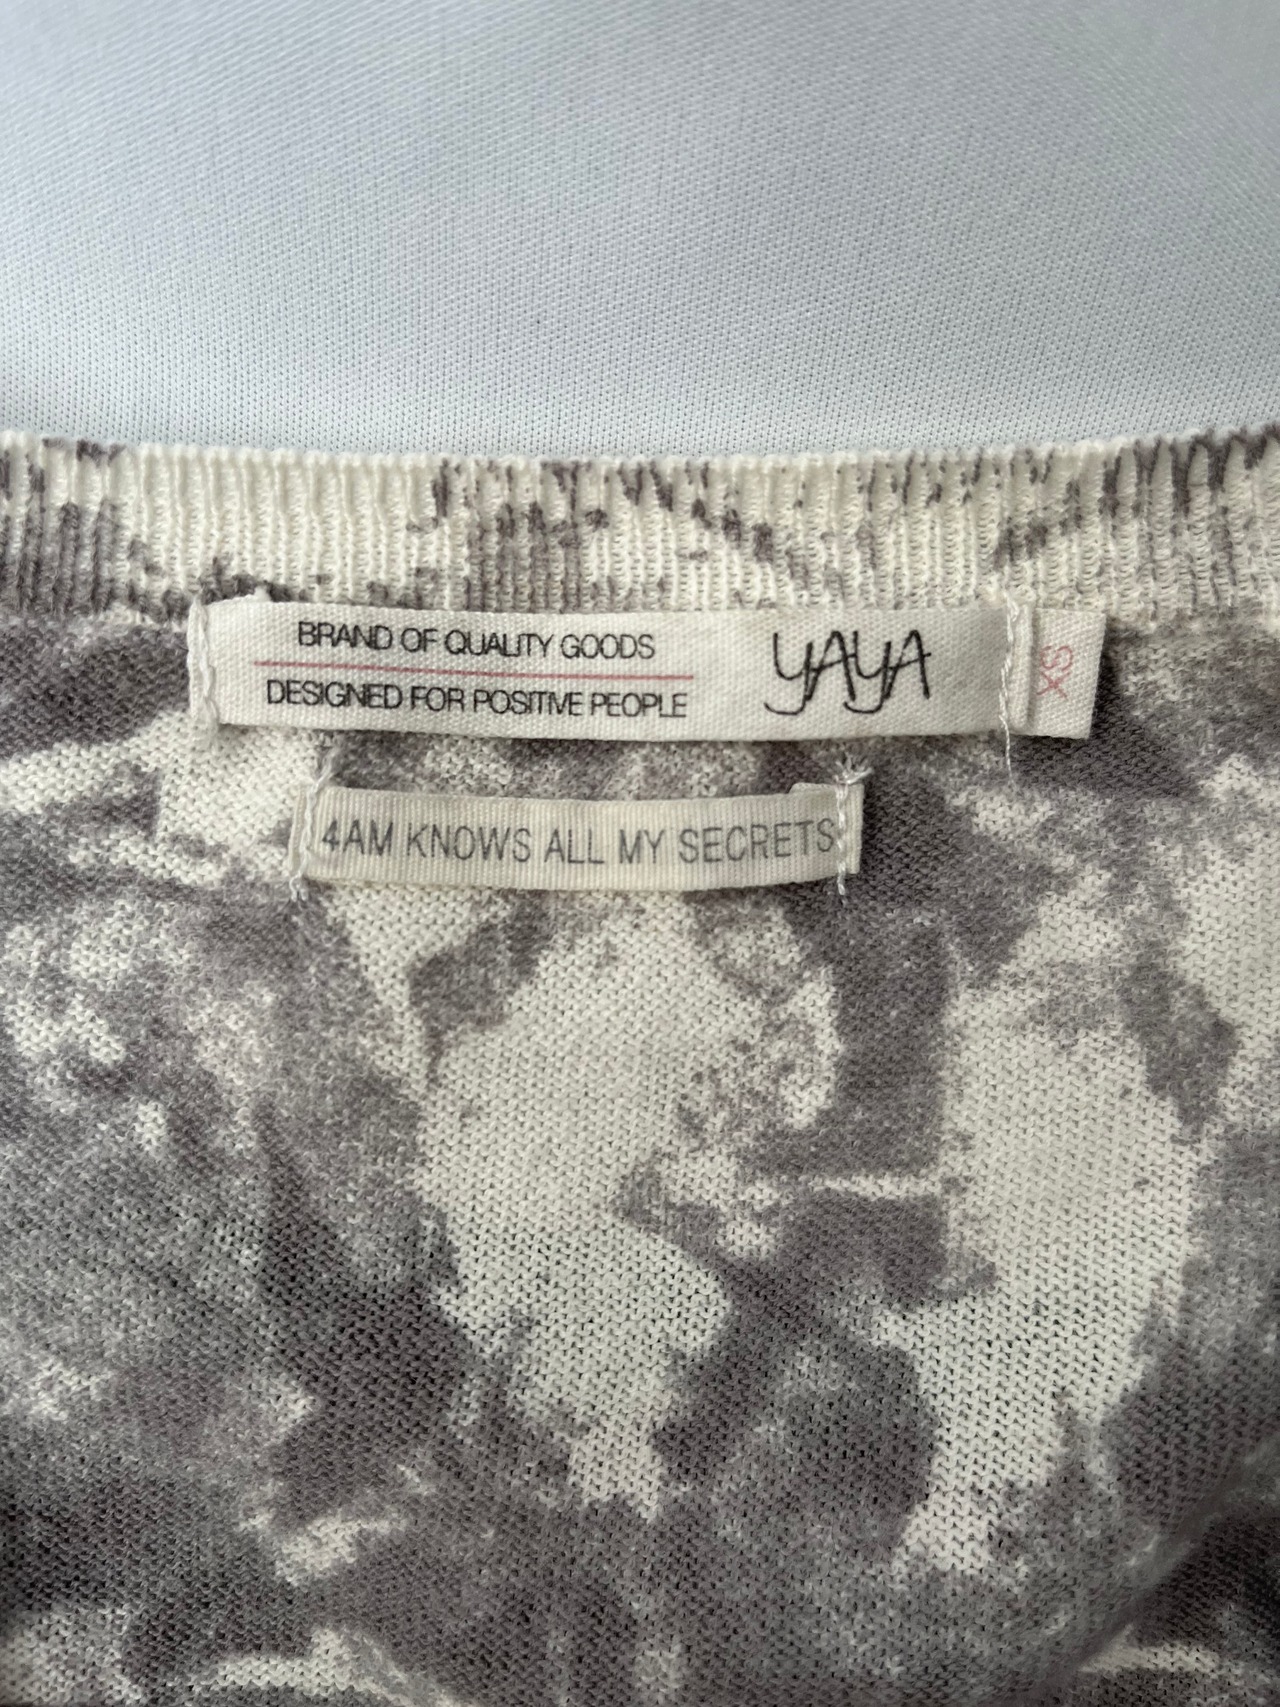 BRAND OF QUALITY GOODS
DESIGNED FOR POSITIVE PEOPLE
YAYA
XS
4AM KNOWS ALL MY SECRETS